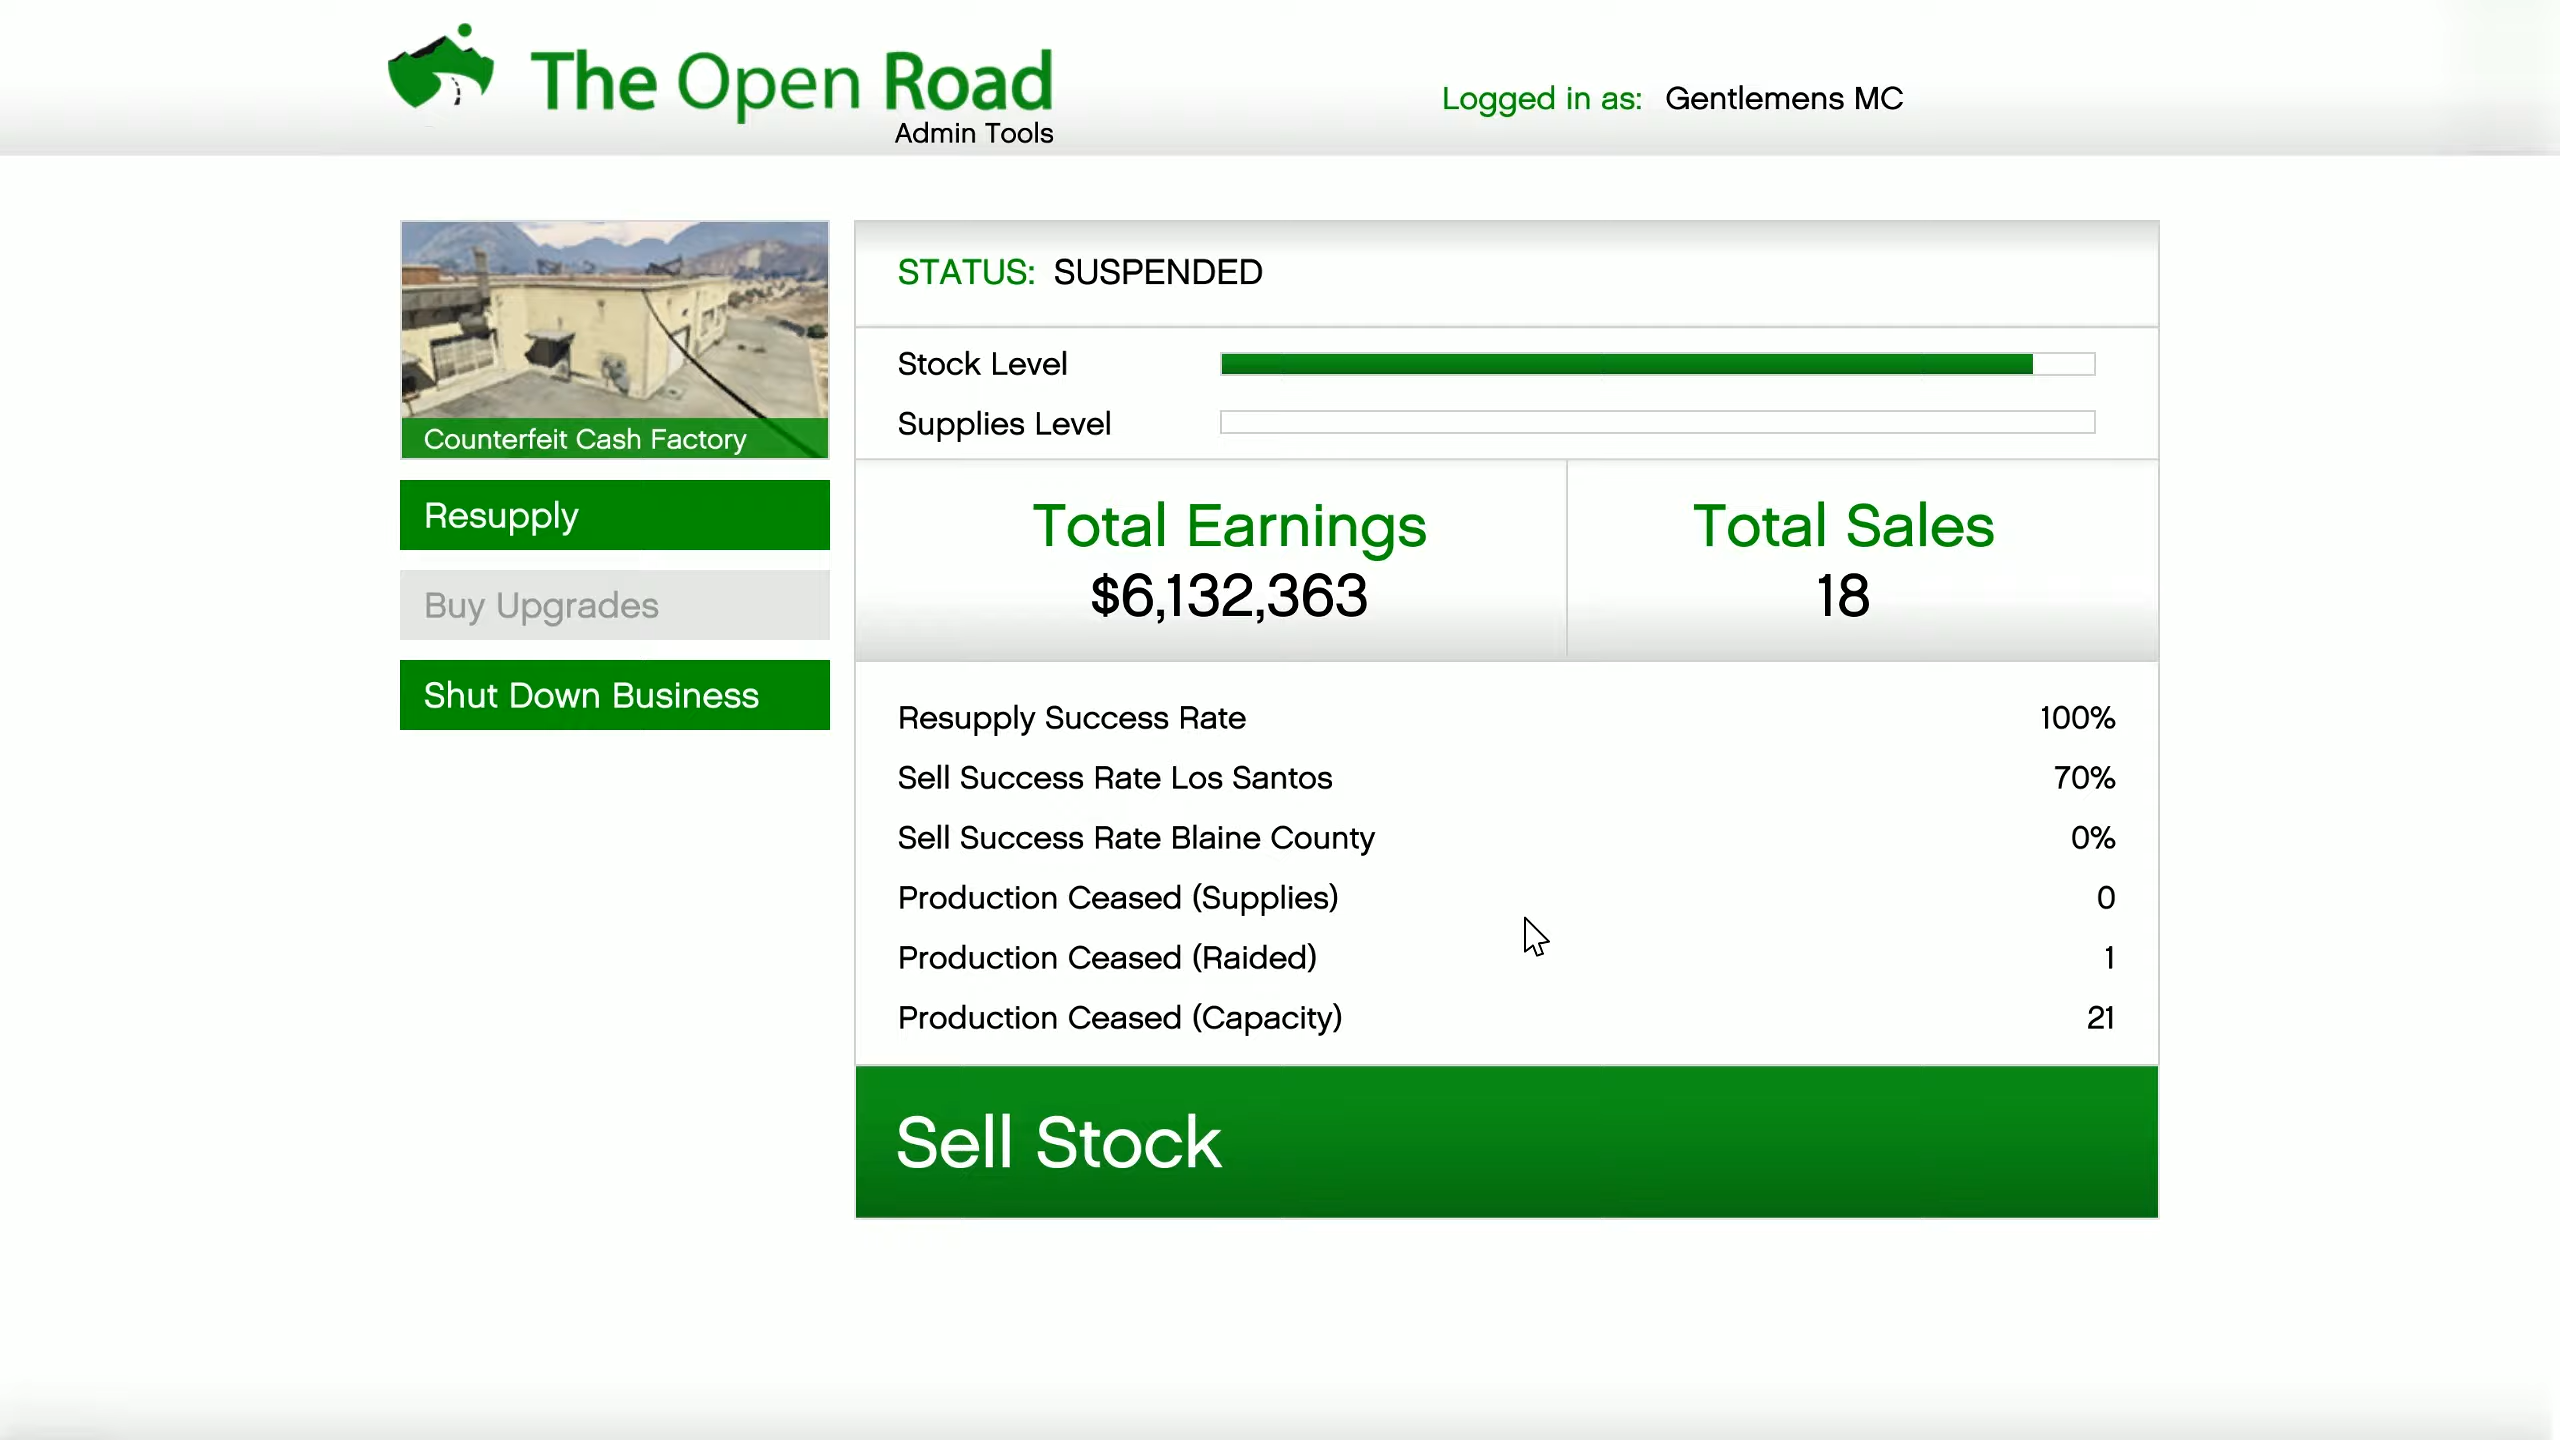 The Open Road
Admin Tools
Logged in as: Gentlemens MC
Counterfeit Cash Factory
Resupply
Buy Upgrades
Shut Down Business
STATUS: SUSPENDED
Stock Level
Supplies Level
Total Earnings
$6,132,363
Total Sales
18
Resupply Success Rate 100%
Sell Success Rate Los Santos 70%
Sell Success Rate Blaine County 0%
Production Ceased (Supplies) 0
Production Ceased (Raided) 1
Production Ceased (Capacity) 21
Sell Stock